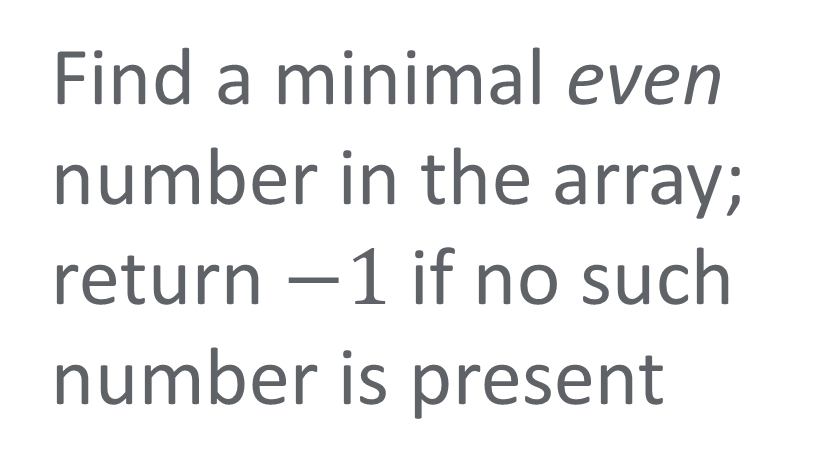 Find a minimal even
number in the array;
return −1 if no such
number is present